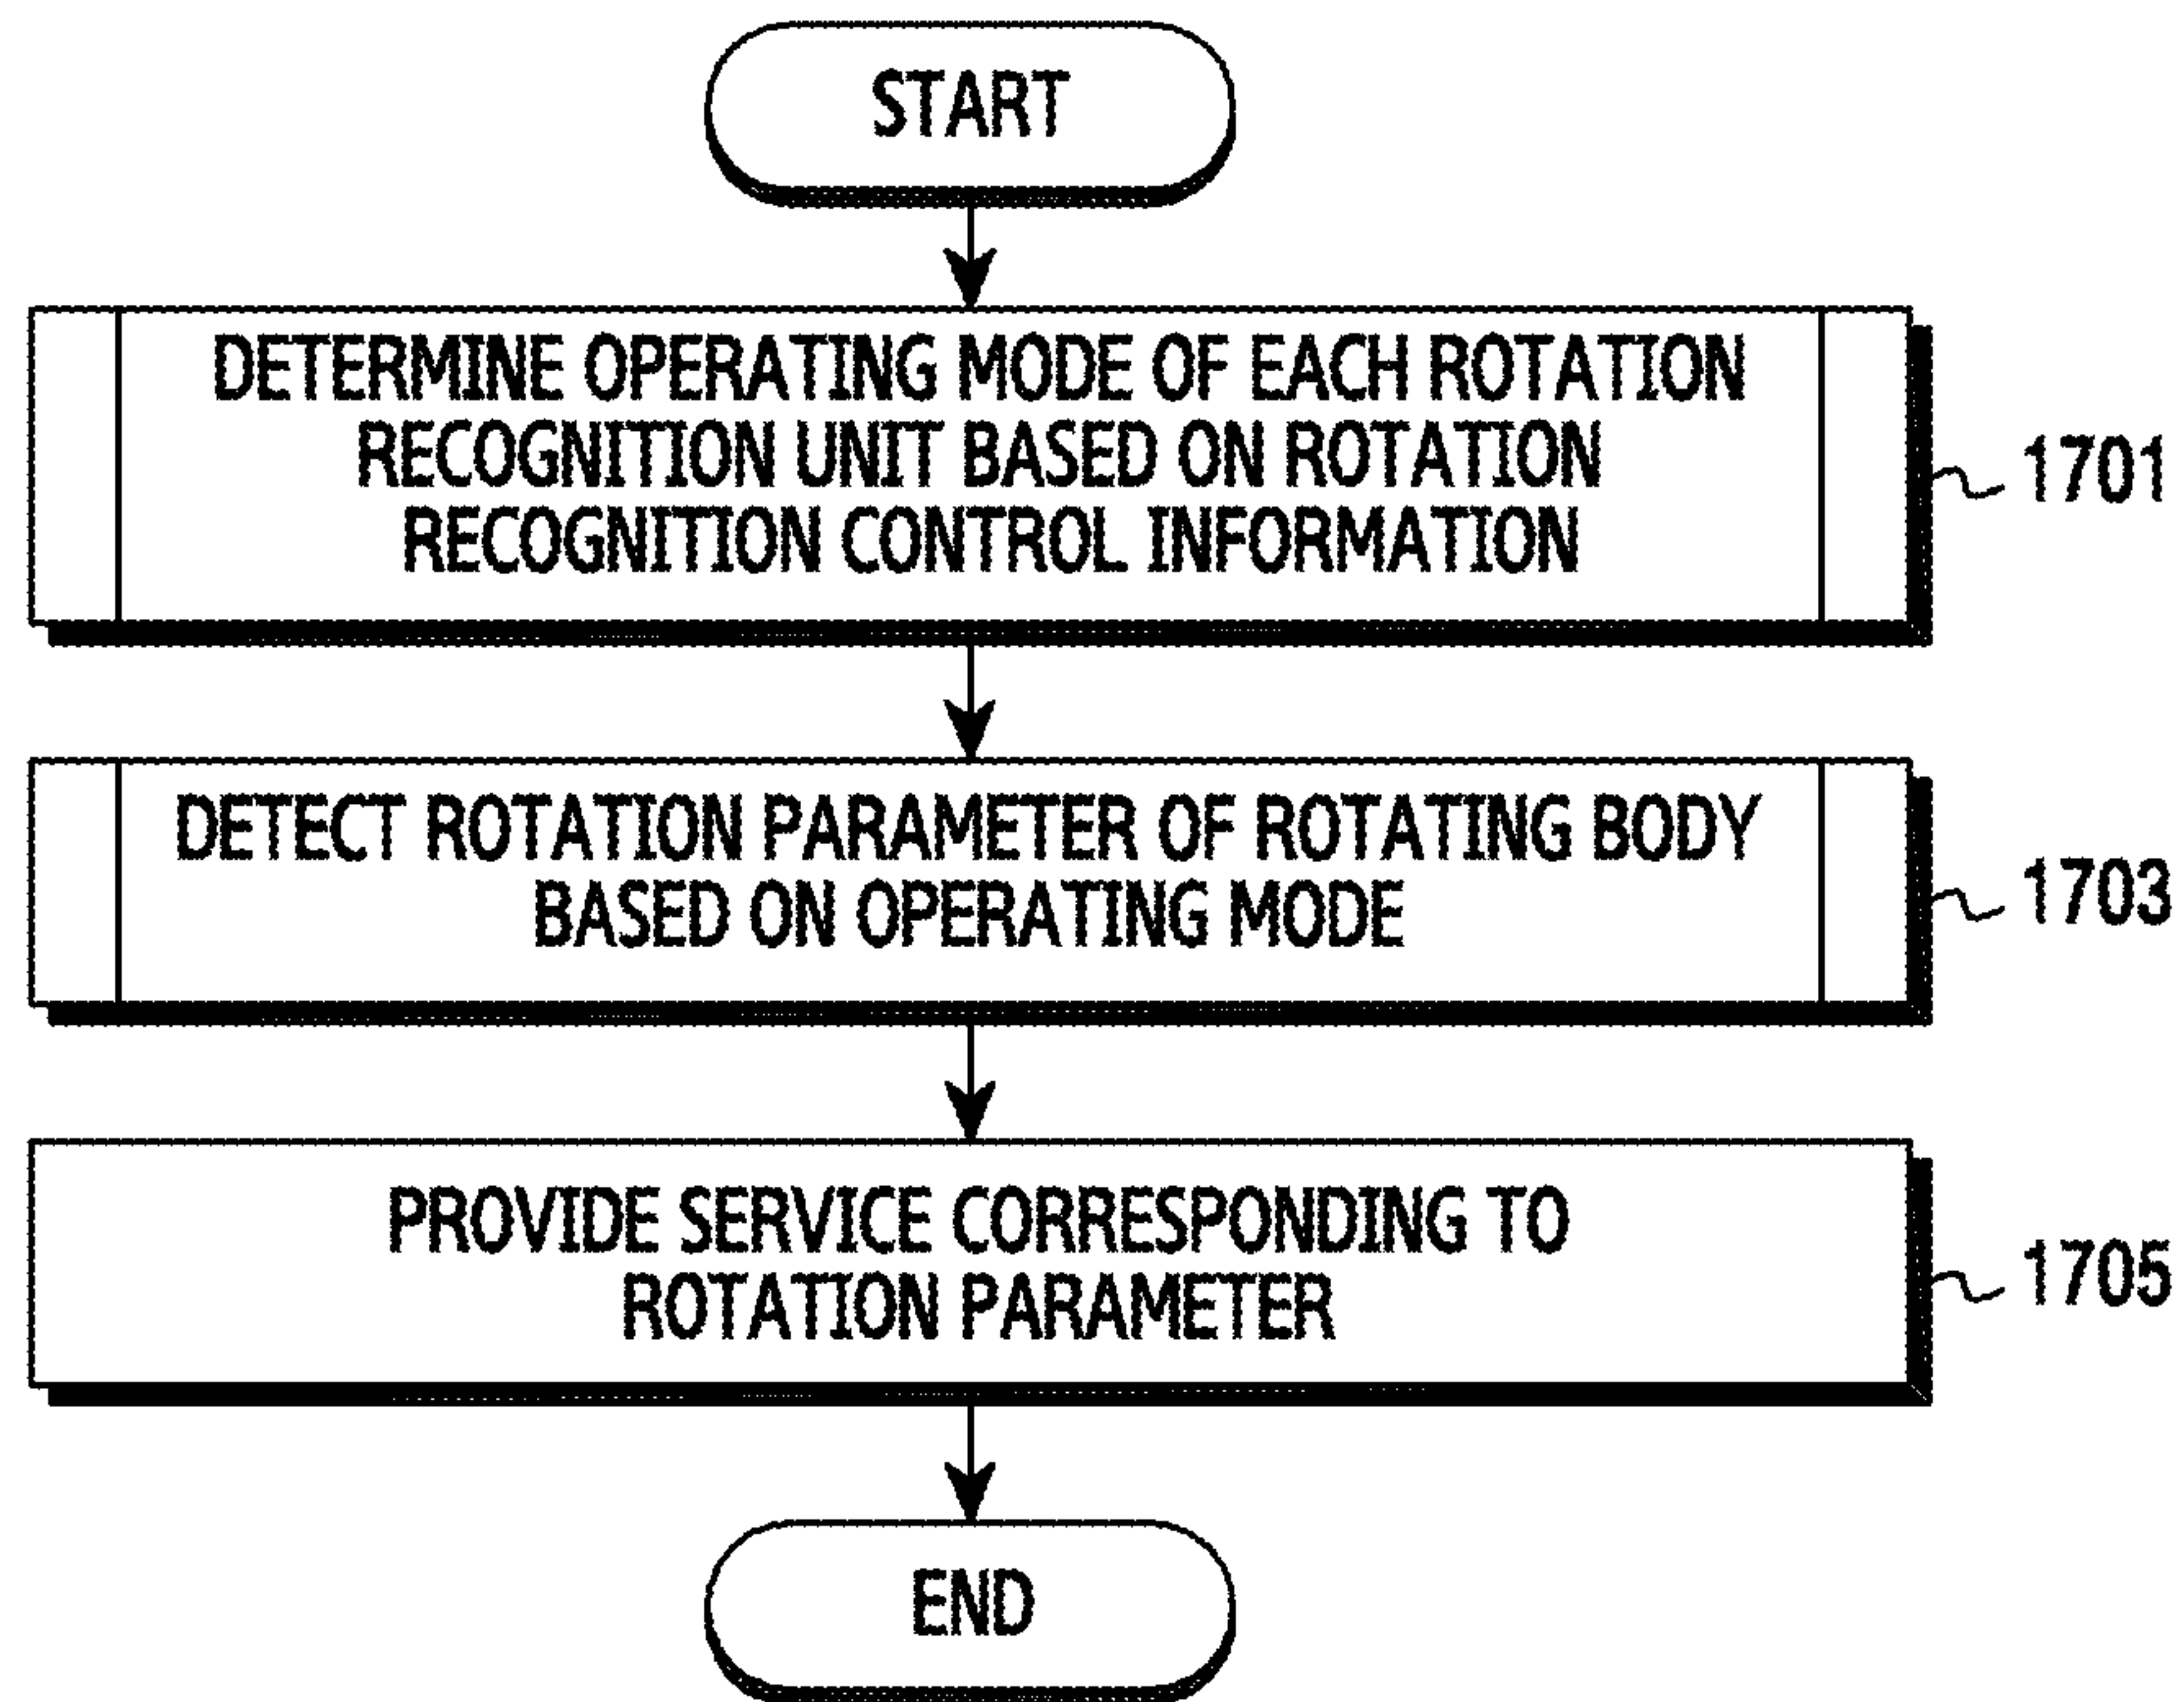 START
DETERMINE OPERATING MODE OF EACH ROTATION
RECOGNITION UNIT BASED ON ROTATION
RECOGNITION CONTROL INFORMATION
1701
DETECT ROTATION PARAMETER OF ROTATING BODY
BASED ON OPERATING MODE
1703
PROVIDE SERVICE CORRESPONDING TO
ROTATION PARAMETER
1705
END